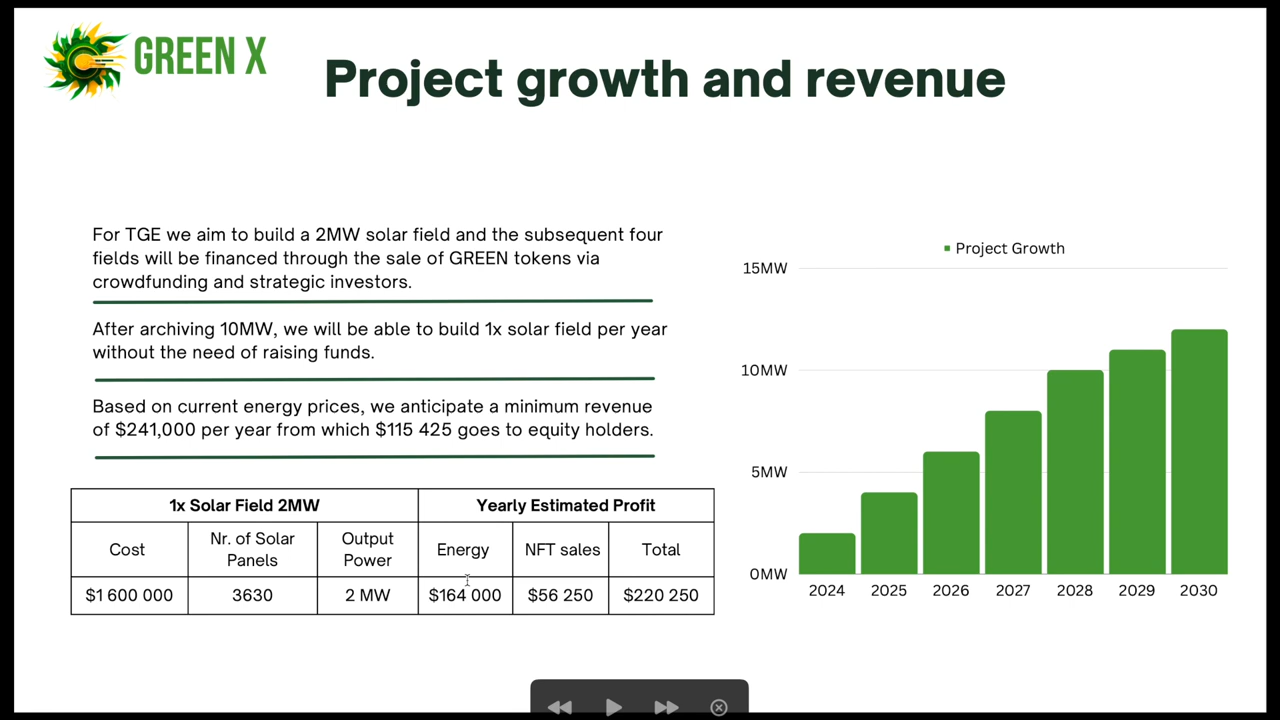 GREEN X
Project growth and revenue
For TGE we aim to build a 2MW solar field and the subsequent four
fields will be financed through the sale of GREEN tokens via
crowdfunding and strategic investors.
After archiving 10MW, we will be able to build 1x solar field per year
without the need of raising funds.
Based on current energy prices, we anticipate a minimum revenue
of $241,000 per year from which $115 425 goes to equity holders.
1x Solar Field 2MW
Yearly Estimated Profit
Cost
Nr. of Solar
Panels
Output
Power
Energy
NFT sales
Total
$1 600 000
3630
2 MW
$164 000
$56 250
$220 250
Project Growth
15MW
10MW
5MW
0MW
2024
2025
2026
2027
2028
2029
2030